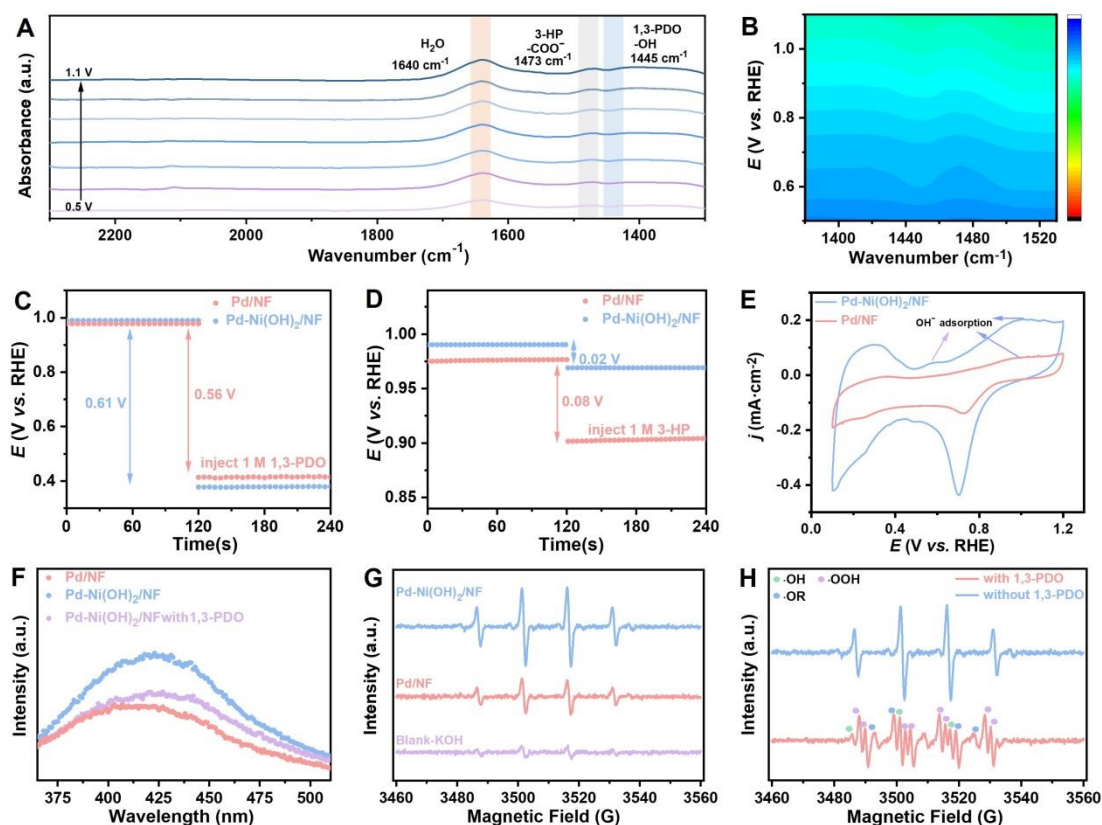 A
Absorbance (a.u.)
1.1 V
0.5 V
H₂O
1640 cm⁻¹
3-HP
-COO⁻
1473 cm⁻¹
1,3-PDO
-OH
1445 cm⁻¹
2200 2000 1800 1600 1400
Wavenumber (cm⁻¹)
B
E (V vs. RHE)
1.0
0.8
0.6
1400 1440 1480 1520
Wavenumber (cm⁻¹)
C
Pd/NF
Pd-Ni(OH)₂/NF
E (V vs. RHE)
1.0
0.8
0.6
0.4
0.61 V
0.56 V
inject 1 M 1,3-PDO
0 60 120 180 240
Time(s)
D
Pd/NF
Pd-Ni(OH)₂/NF
E (V vs. RHE)
1.00
0.95
0.90
0.85
0.02 V
0.08 V
inject 1 M 3-HP
0 60 120 180 240
Time(s)
E
Pd-Ni(OH)₂/NF
Pd/NF
OH⁻ adsorption
j (mA·cm⁻²)
0.2
0.0
-0.2
-0.4
0.0 0.4 0.8 1.2
E (V vs. RHE)
F
Pd/NF
Pd-Ni(OH)₂/NF
Pd-Ni(OH)₂/NF with 1,3-PDO
Intensity (a.u.)
375 400 425 450 475 500
Wavelength (nm)
G
Pd-Ni(OH)₂/NF
Pd/NF
Blank-KOH
Intensity (a.u.)
3460 3480 3500 3520 3540 3560
Magnetic Field (G)
H
·OH ·OOH
·OR
with 1,3-PDO
without 1,3-PDO
Intensity (a.u.)
3460 3480 3500 3520 3540 3560
Magnetic Field (G)